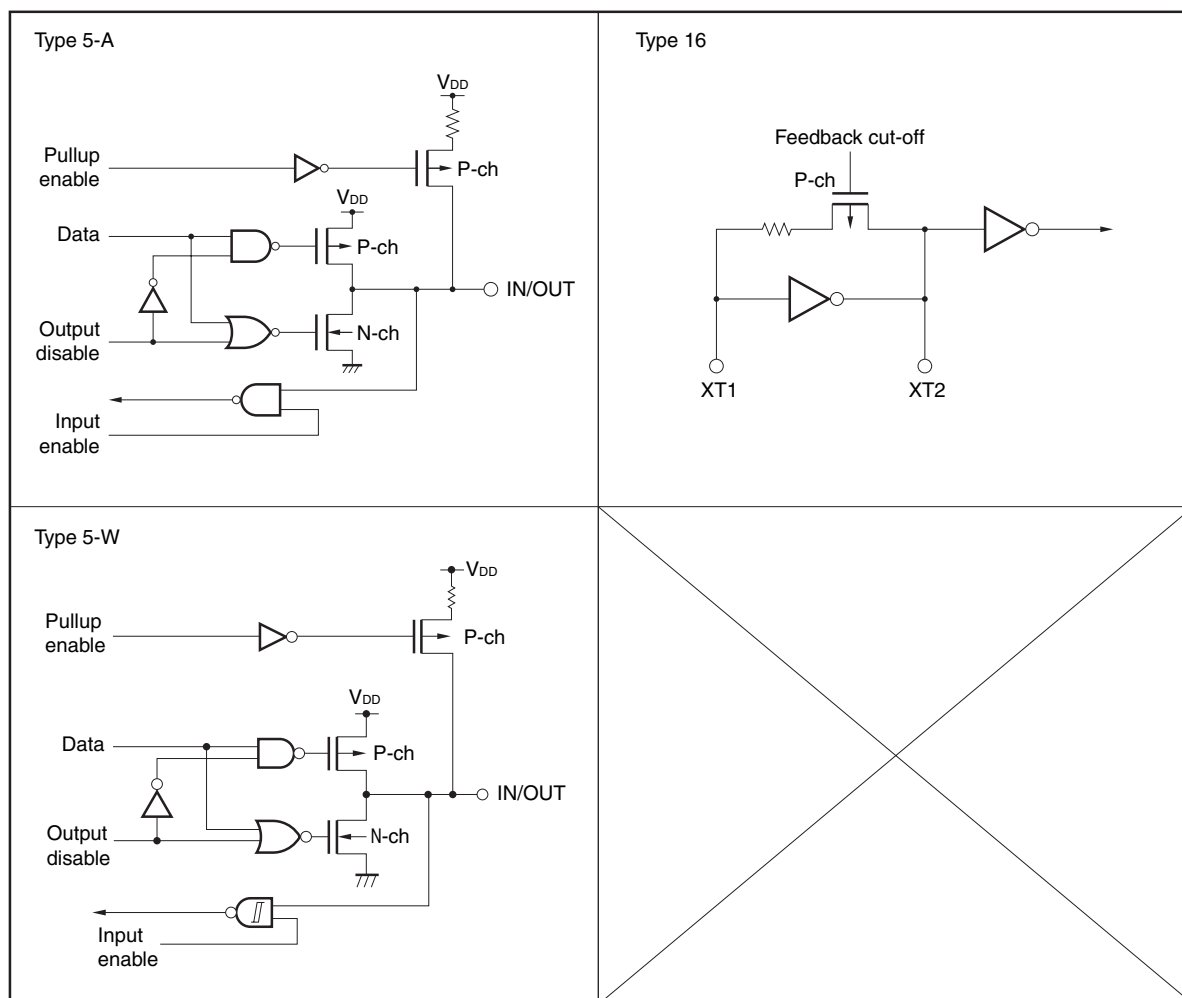 Type 5-A
VDD
Pullup
enable
P-ch
VDD
Data
P-ch
IN/OUT
Output
disable
N-ch
Input
enable
Type 16
Feedback cut-off
P-ch
XT1
XT2
Type 5-W
VDD
Pullup
enable
P-ch
VDD
Data
P-ch
IN/OUT
Output
disable
N-ch
Input
enable